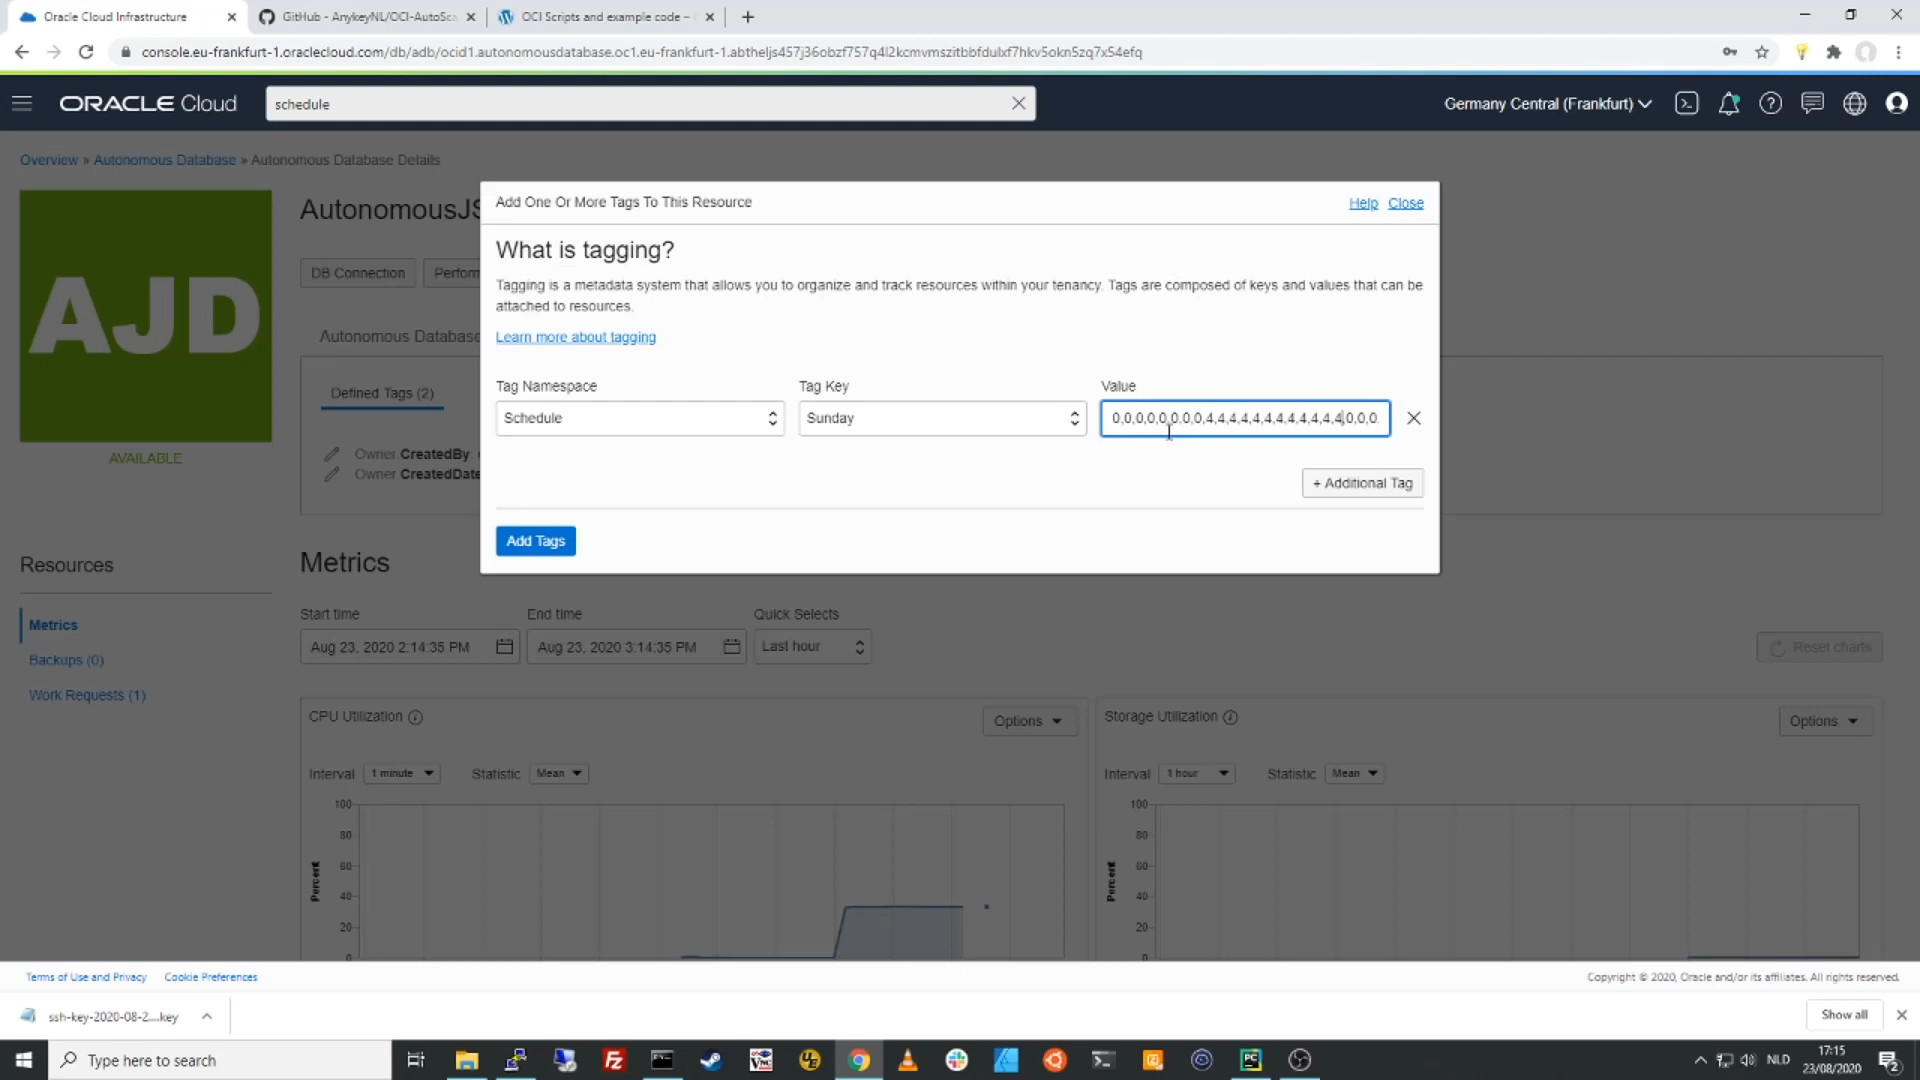 Oracle Cloud Infrastructure
GitHub - AnykeyNL/OCI-AutoSca
OCI Scripts and example code –
console.eu-frankfurt-1.oraclecloud.com/db/adb/ocid1.autonomousdatabase.oc1.eu-frankfurt-1.abtheljs457j36obzf757q4l2kcmvmszitbbfdulxf7hkv5okn5zq7x54efq
ORACLE Cloud
schedule
Germany Central (Frankfurt)
Overview » Autonomous Database » Autonomous Database Details
AJD
AVAILABLE
AutonomousJS
DB Connection
Perform
Autonomous Database
Defined Tags (2)
Owner.CreatedBy:
Owner.CreatedDate
Add One Or More Tags To This Resource
Help Close
What is tagging?
Tagging is a metadata system that allows you to organize and track resources within your tenancy. Tags are composed of keys and values that can be
attached to resources.
Learn more about tagging
Tag Namespace Tag Key Value
Schedule Sunday 0,0,0,0,0,0,0,0,4,4,4,4,4,4,4,4,4,4,4,4,0,0,0
+ Additional Tag
Add Tags
Resources
Metrics
Backups (0)
Work Requests (1)
Metrics
Start time End time Quick Selects
Aug 23, 2020 2:14:35 PM Aug 23, 2020 3:14:35 PM Last hour
Reset charts
CPU Utilization
Options
Interval 1 minute Statistic Mean
100
80
60
40
20
0
Percent
Storage Utilization
Options
Interval 1 hour Statistic Mean
100
80
60
40
20
0
Percent
Terms of Use and Privacy Cookie Preferences
Copyright © 2020, Oracle and/or its affiliates. All rights reserved.
ssh-key-2020-08-2....key
Show all
Type here to search
NLD
17:15
23/08/2020
2